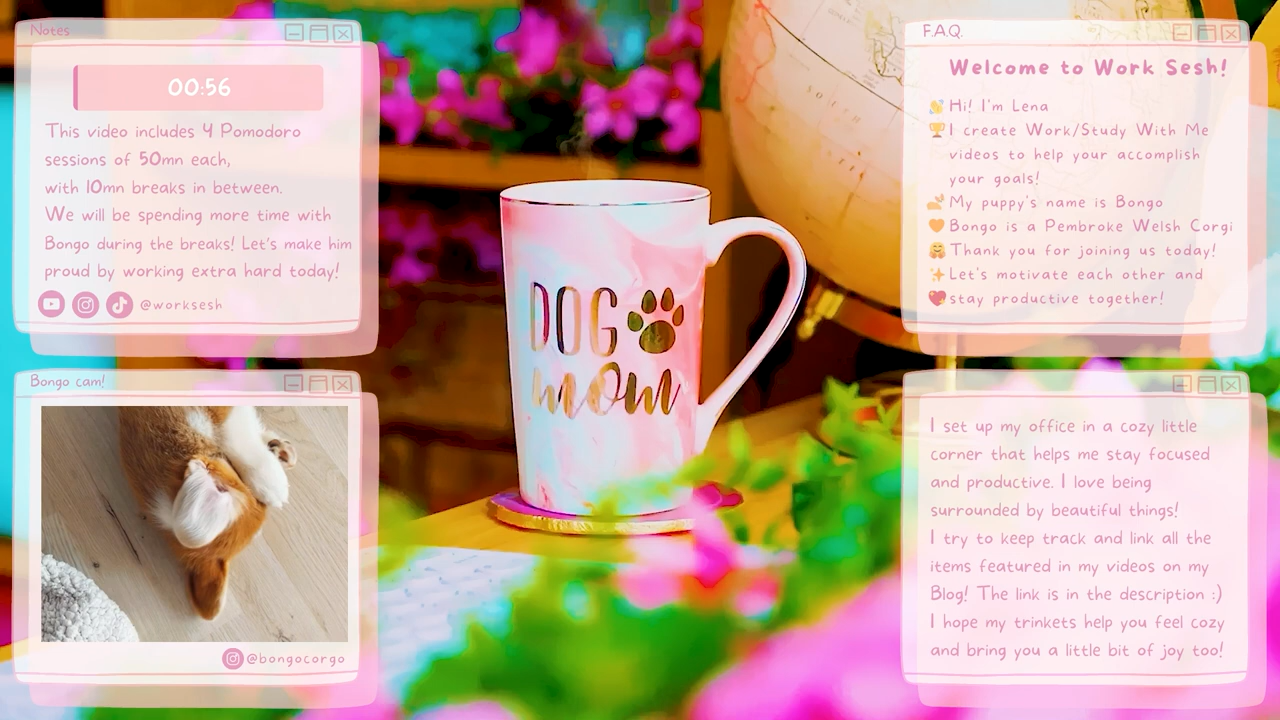 Notes
00:56
This video includes 4 Pomodoro
sessions of 50mn each,
with 10mn breaks in between.
We will be spending more time with
Bongo during the breaks! Let's make him
proud by working extra hard today!
@worksesh
Bongo cam!
@bongocorgo
DOG
mom
F.A.Q.
Welcome to Work Sesh!
Hi! I'm Lena
I create Work/Study With Me
videos to help your accomplish
your goals!
My puppy's name is Bongo
Bongo is a Pembroke Welsh Corgi
Thank you for joining us today!
Let's motivate each other and
stay productive together!
I set up my office in a cozy little
corner that helps me stay focused
and productive. I love being
surrounded by beautiful things!
I try to keep track and link all the
items featured in my videos on my
Blog! The link is in the description :)
I hope my trinkets help you feel cozy
and bring you a little bit of joy too!